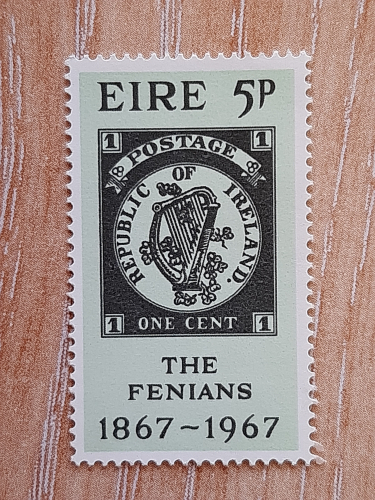 EIRE 5P
1 POSTAGE 1
REPUBLIC OF IRELAND.
1 ONE CENT 1
THE
FENIANS
1867~1967